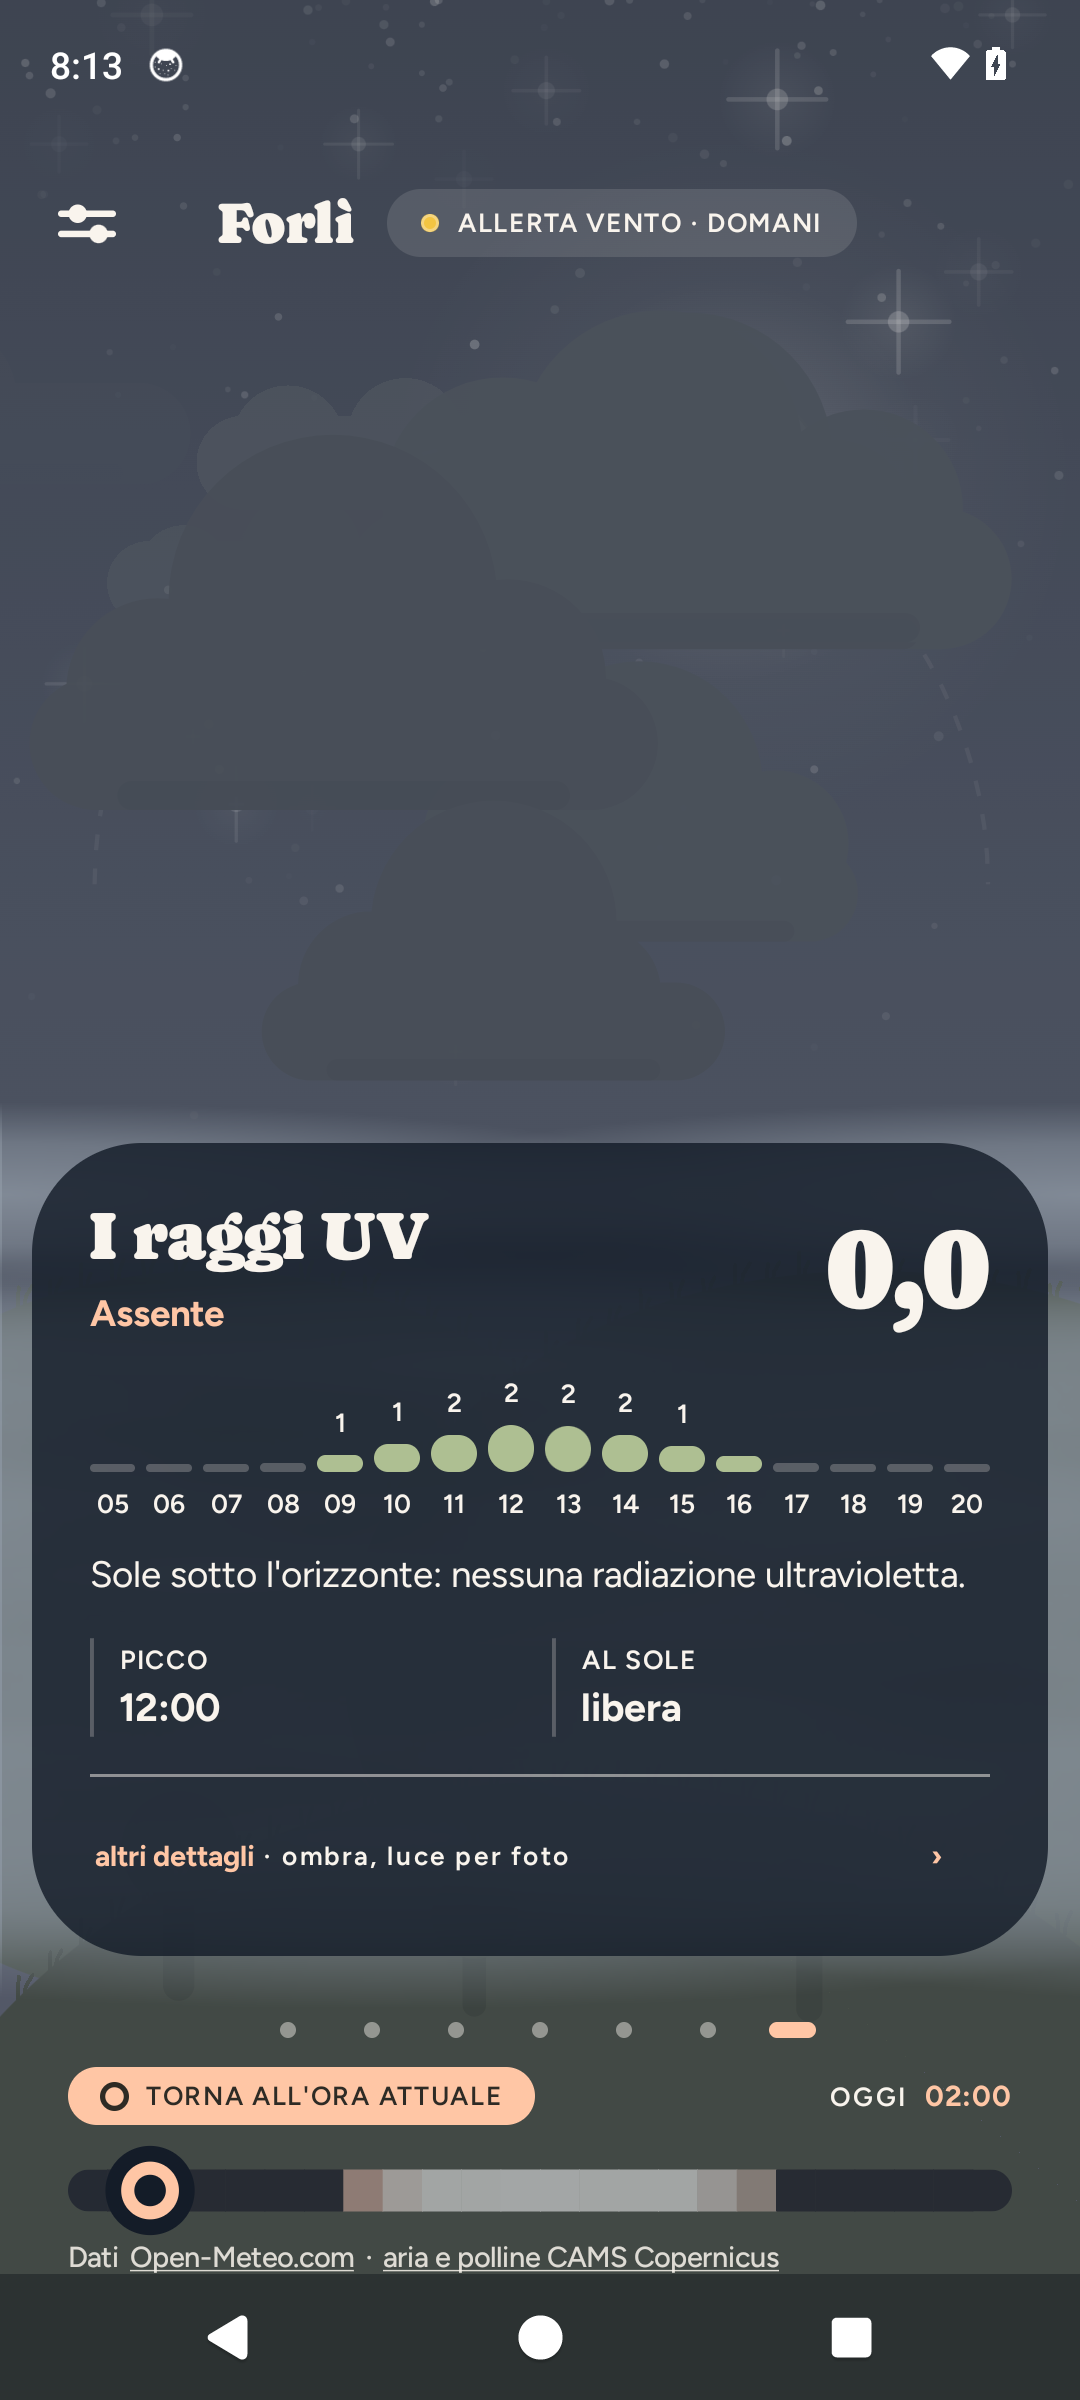 8:13
Forlì
ALLERTA VENTO · DOMANI
I raggi UV
0,0
Assente
1 1 2 2 2 2 1
05 06 07 08 09 10 11 12 13 14 15 16 17 18 19 20
Sole sotto l'orizzonte: nessuna radiazione ultravioletta.
PICCO
12:00
AL SOLE
libera
altri dettagli · ombra, luce per foto ›
TORNA ALL'ORA ATTUALE
OGGI 02:00
Dati Open-Meteo.com · aria e polline CAMS Copernicus